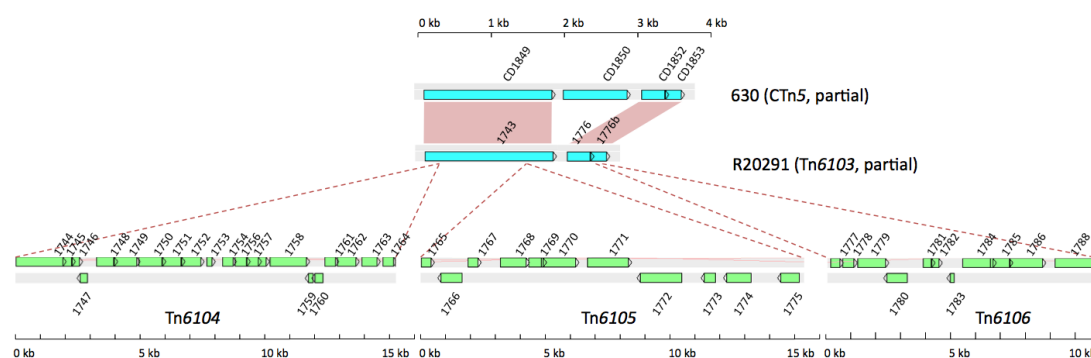 0 kb 1 kb 2 kb 3 kb 4 kb
CD1849 CD1850 CD1852 CD1853
630 (CTn5, partial)
1743 1776 1776b
R20291 (Tn6103, partial)
1744 1745 1746 1748 1749 1750 1751 1752 1753 1754 1756 1757 1758 1761 1762 1763 1764 1765 1767 1768 1769 1770 1771 1777 1778 1779 1781 1782 1784 1785 1786 1788
1747 1759 1760 1766 1772 1773 1774 1775 1780 1783
Tn6104 Tn6105 Tn6106
0 kb 5 kb 10 kb 15 kb 0 kb 5 kb 10 kb 15 kb 0 kb 5 kb 10 kb